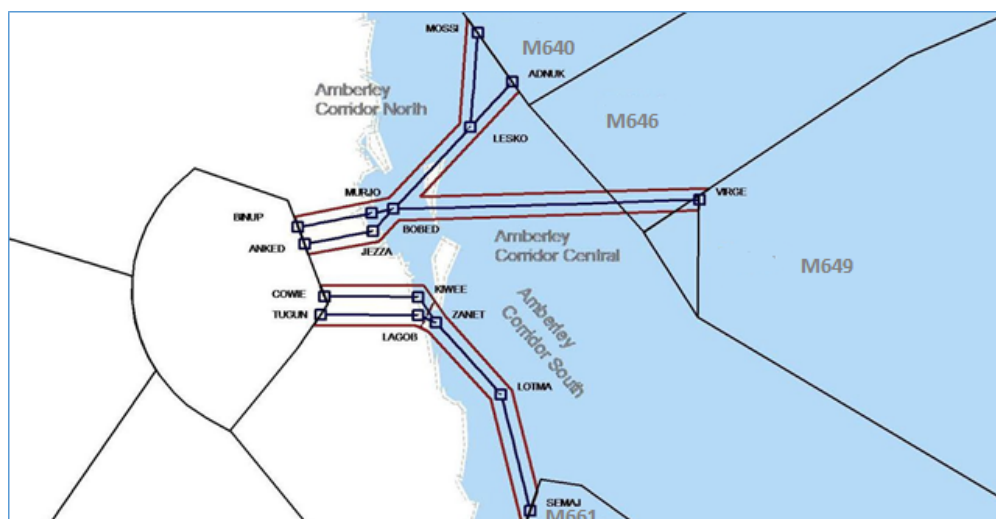 MOSSI
M640
ADNUK
Amberley
Corridor North
M646
LESKO
MURJO
VIRGE
BINUP
BOBED
ANKED
JEZZA
Amberley
Corridor Central
M649
COWIE
KIWEE
TUGUN
ZANET
LAGOB
Amberley
Corridor South
LOTMA
SEMAJ
M661